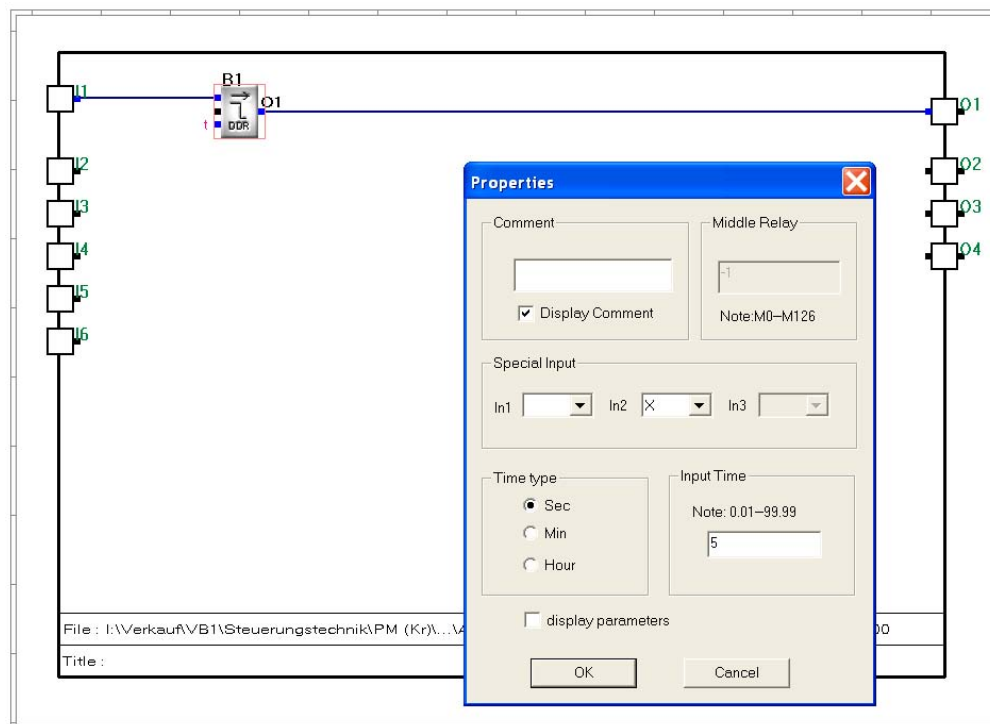 B1
I1
O1
DDR
t
O1
I2
I3
I4
I5
I6
O2
O3
O4
Properties
Comment
Display Comment
Middle Relay
-1
Note:M0-M126
Special Input
In1
In2 X
In3
Time type
Sec
Min
Hour
Input Time
Note: 0.01-99.99
5
display parameters
OK
Cancel
File : I:\Verkauf\VB1\Steuerungstechnik\PM (Kr)\...\
Title :